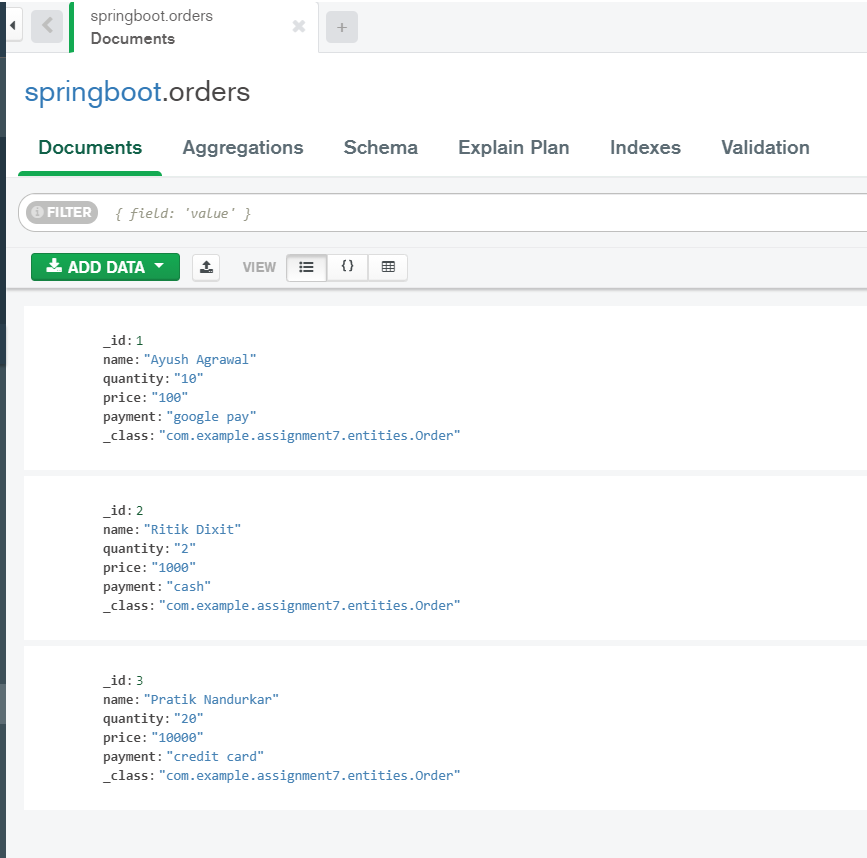 springboot.orders
Documents
springboot.orders
Documents Aggregations Schema Explain Plan Indexes Validation
FILTER { field: 'value' }
ADD DATA VIEW { }
_id: 1
name: "Ayush Agrawal"
quantity: "10"
price: "100"
payment: "google pay"
_class: "com.example.assignment7.entities.Order"
_id: 2
name: "Ritik Dixit"
quantity: "2"
price: "1000"
payment: "cash"
_class: "com.example.assignment7.entities.Order"
_id: 3
name: "Pratik Nandurkar"
quantity: "20"
price: "10000"
payment: "credit card"
_class: "com.example.assignment7.entities.Order"